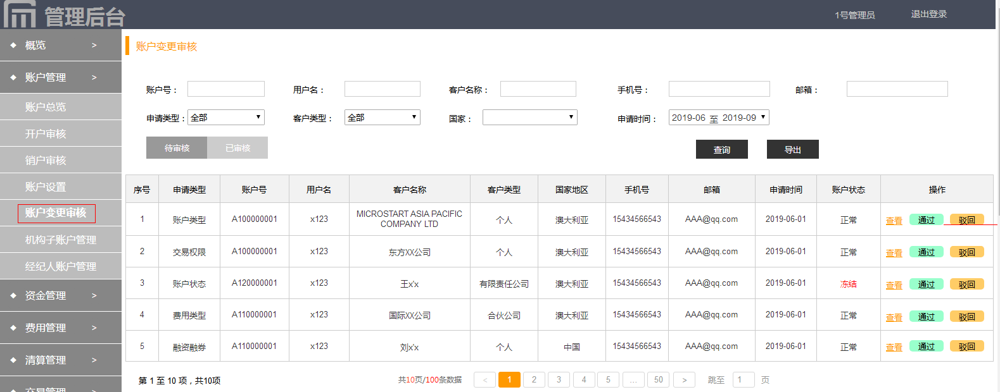 管理后台
1号管理员 退出登录
◆ 概览 >
◆ 账户管理 >
账户总览
开户审核
销户审核
账户设置
账户变更审核
机构子账户管理
经纪人账户管理
◆ 资金管理 >
◆ 费用管理 >
◆ 清算管理 >
◆ 交易管理 >
账户变更审核
账户号： 用户名： 客户名称： 手机号： 邮箱：
申请类型：全部 客户类型： 全部 国家： 申请时间： 2019-06 至 2019-09
待审核 已审核 查询 导出
序号 申请类型 账户号 用户名 客户名称 客户类型 国家地区 手机号 邮箱 申请时间 账户状态 操作
1 账户类型 A100000001 x123 MICROSTART ASIA PACIFIC COMPANY LTD 个人 澳大利亚 15434566543 AAA@qq.com 2019-06-01 正常 查看 通过 驳回
2 交易权限 A100000001 x123 东方XX公司 个人 澳大利亚 15434566543 AAA@qq.com 2019-06-01 正常 查看 通过 驳回
3 账户状态 A120000001 x123 王x'x 有限责任公司 澳大利亚 15434566543 AAA@qq.com 2019-06-01 冻结 查看 通过 驳回
4 费用类型 A110000001 x123 国际XX公司 合伙公司 澳大利亚 15434566543 AAA@qq.com 2019-06-01 正常 查看 通过 驳回
5 融资融券 A110000001 x123 刘x'x 个人 中国 15434566543 AAA@qq.com 2019-06-01 正常 查看 通过 驳回
第 1 至 10 项，共10项 共10页/100条数据 < 1 2 3 4 5 ... 50 > 跳至 1 页